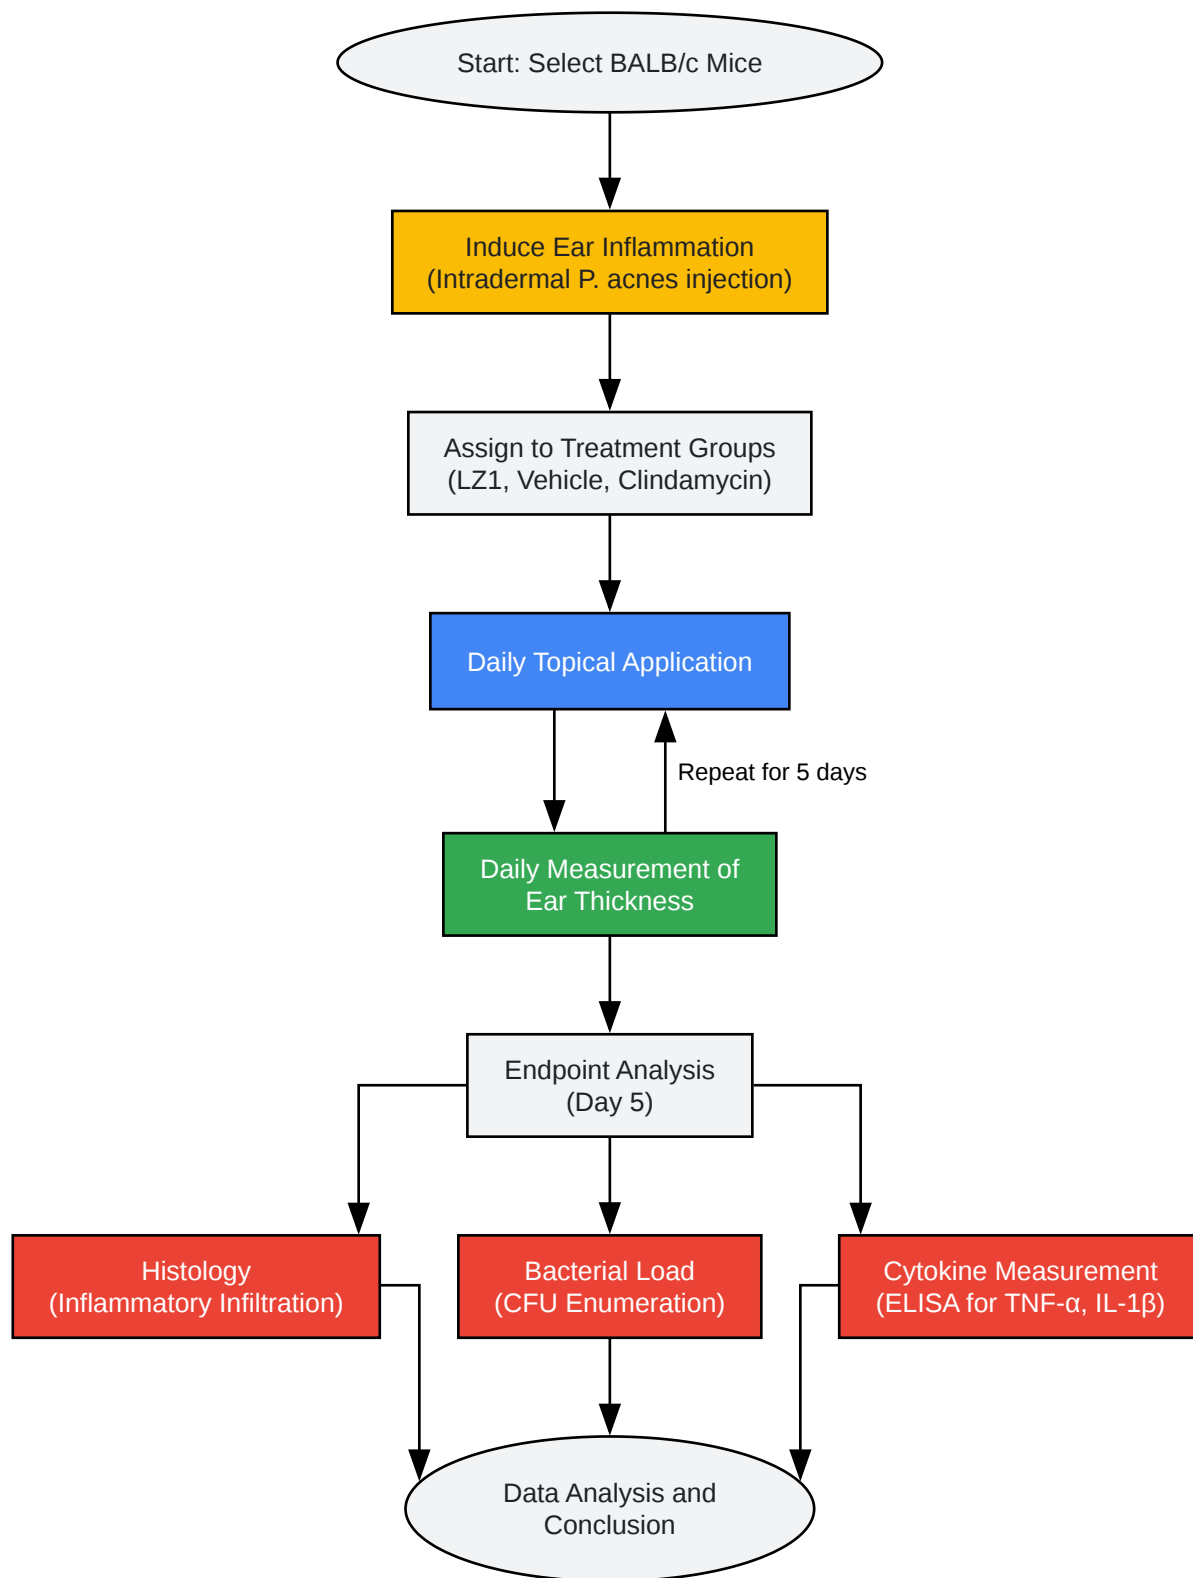 Start: Select BALB/c Mice
Induce Ear Inflammation
(Intradermal P. acnes injection)
Assign to Treatment Groups
(LZ1, Vehicle, Clindamycin)
Daily Topical Application
Repeat for 5 days
Daily Measurement of
Ear Thickness
Endpoint Analysis
(Day 5)
Histology
(Inflammatory Infiltration)
Bacterial Load
(CFU Enumeration)
Cytokine Measurement
(ELISA for TNF-α, IL-1β)
Data Analysis and
Conclusion